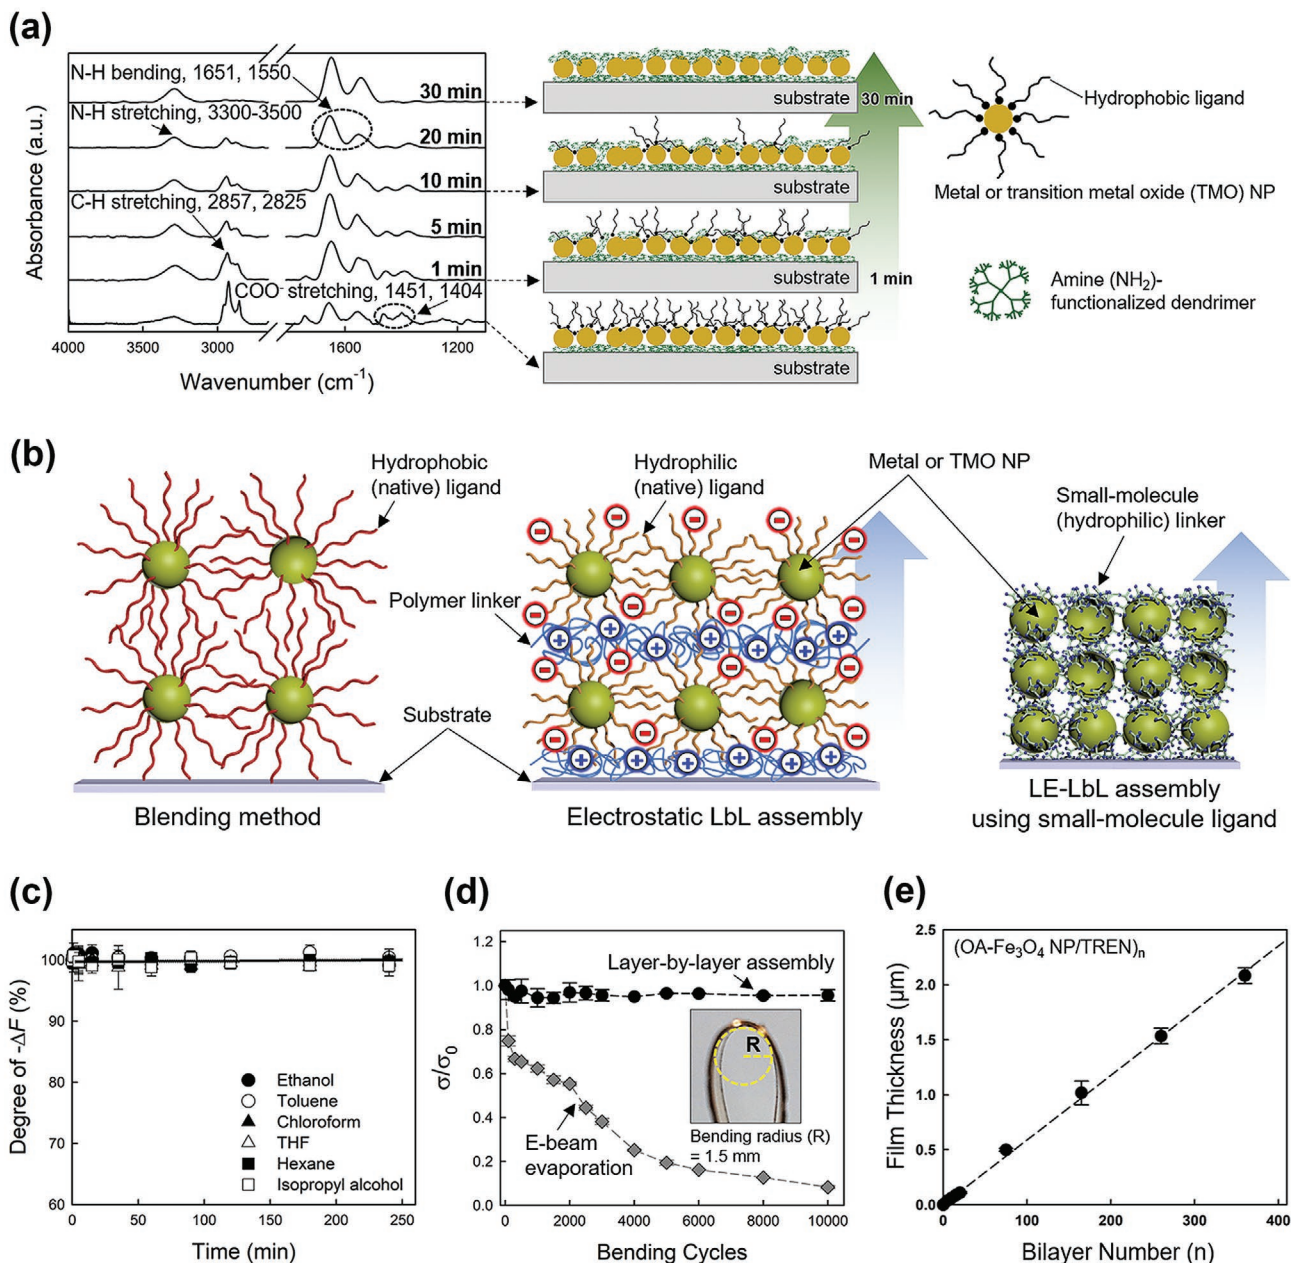 (a)
N-H bending, 1651, 1550
N-H stretching, 3300-3500
C-H stretching, 2857, 2825
COO⁻ stretching, 1451, 1404
30 min
20 min
10 min
5 min
1 min
Absorbance (a.u.)
4000 3000 1600 1200
Wavenumber (cm⁻¹)
substrate
substrate
substrate
substrate
30 min
1 min
Hydrophobic ligand
Metal or transition metal oxide (TMO) NP
Amine (NH₂)-
functionalized dendrimer
(b)
Hydrophobic
(native) ligand
Hydrophilic
(native) ligand
Metal or TMO NP
Small-molecule
(hydrophilic) linker
Polymer linker
Substrate
Blending method
Electrostatic LbL assembly
LE-LbL assembly
using small-molecule ligand
(c)
Degree of -ΔF (%)
100
90
80
70
60
Ethanol
Toluene
Chloroform
THF
Hexane
Isopropyl alcohol
0 50 100 150 200 250
Time (min)
(d)
σ/σ₀
1.2
1.0
0.8
0.6
0.4
0.2
0.0
Layer-by-layer assembly
R
E-beam
evaporation
Bending radius (R)
= 1.5 mm
0 2000 4000 6000 8000 10000
Bending Cycles
(e)
Film Thickness (μm)
2.5
2.0
1.5
1.0
0.5
0.0
(OA-Fe₃O₄ NP/TREN)ₙ
0 100 200 300 400
Bilayer Number (n)